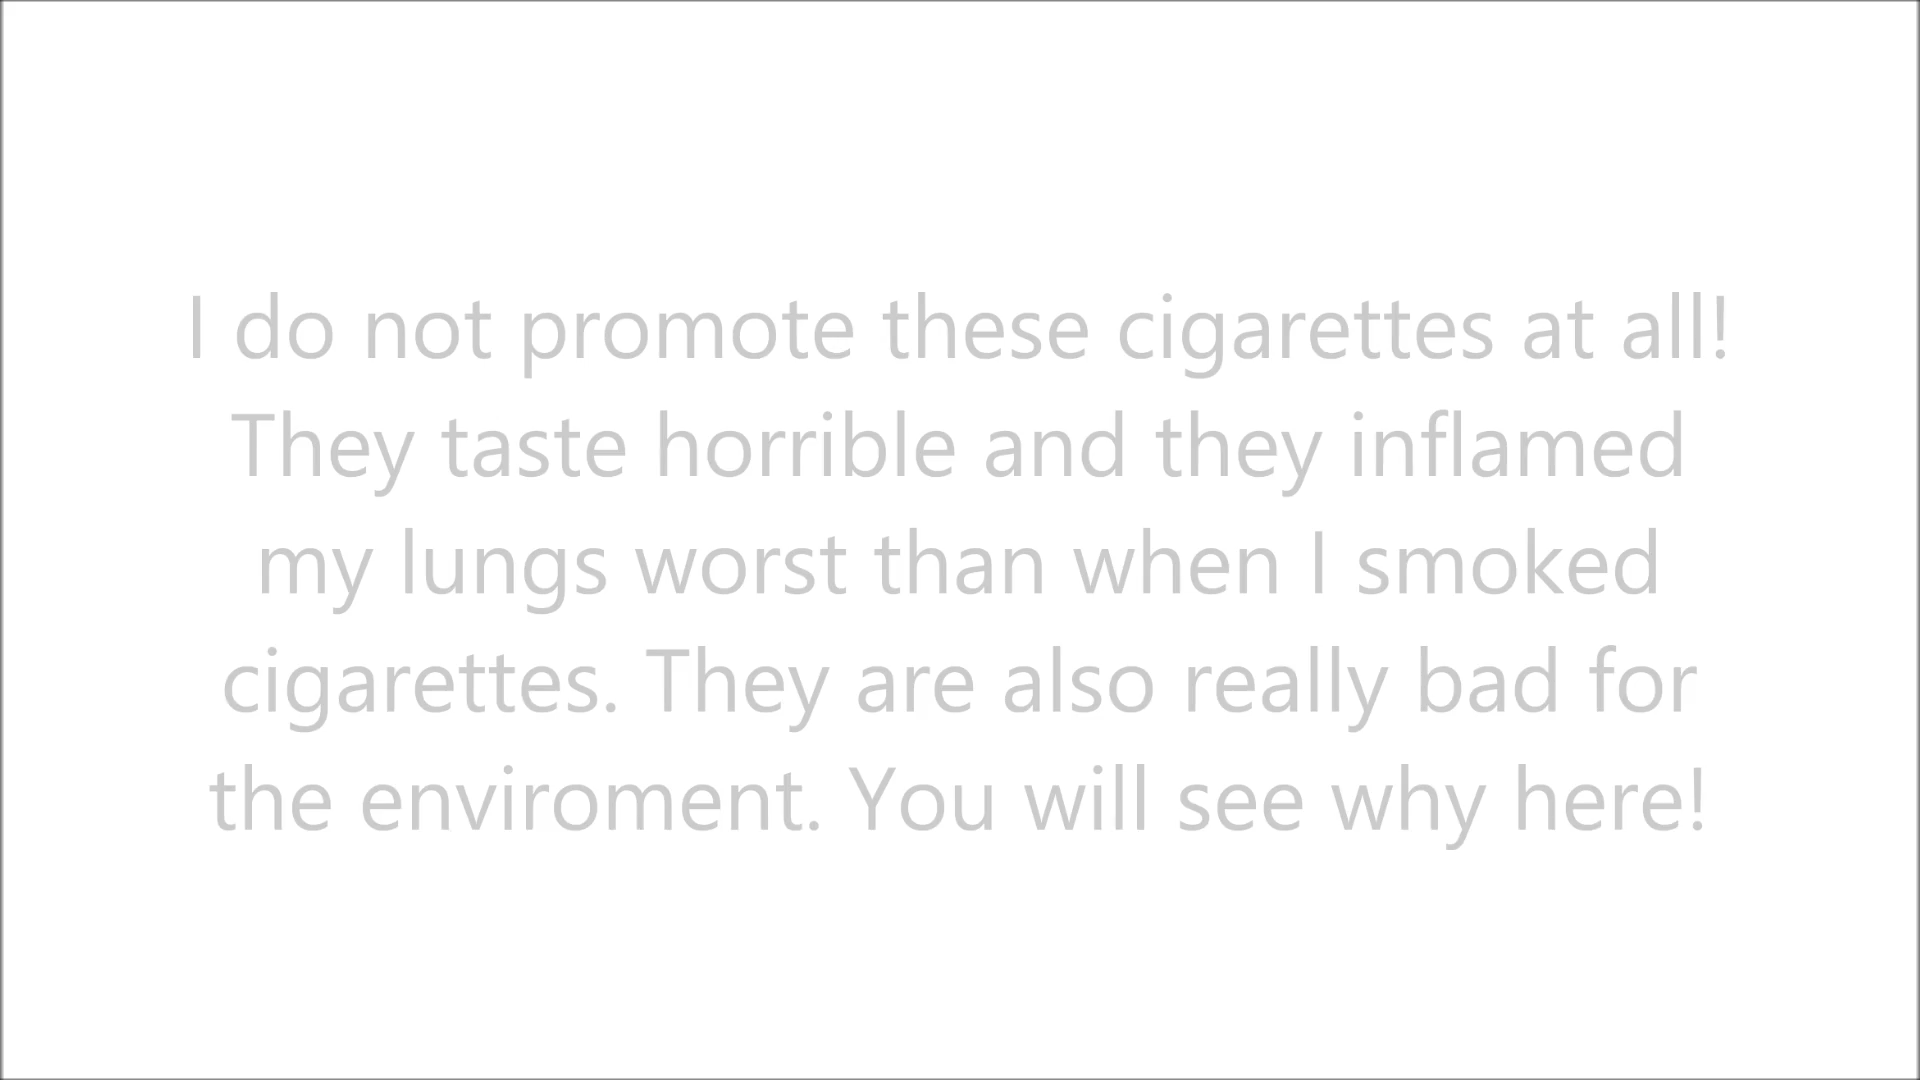 I do not promote these cigarettes at all!
They taste horrible and they inflamed
my lungs worst than when I smoked
cigarettes. They are also really bad for
the enviroment. You will see why here!